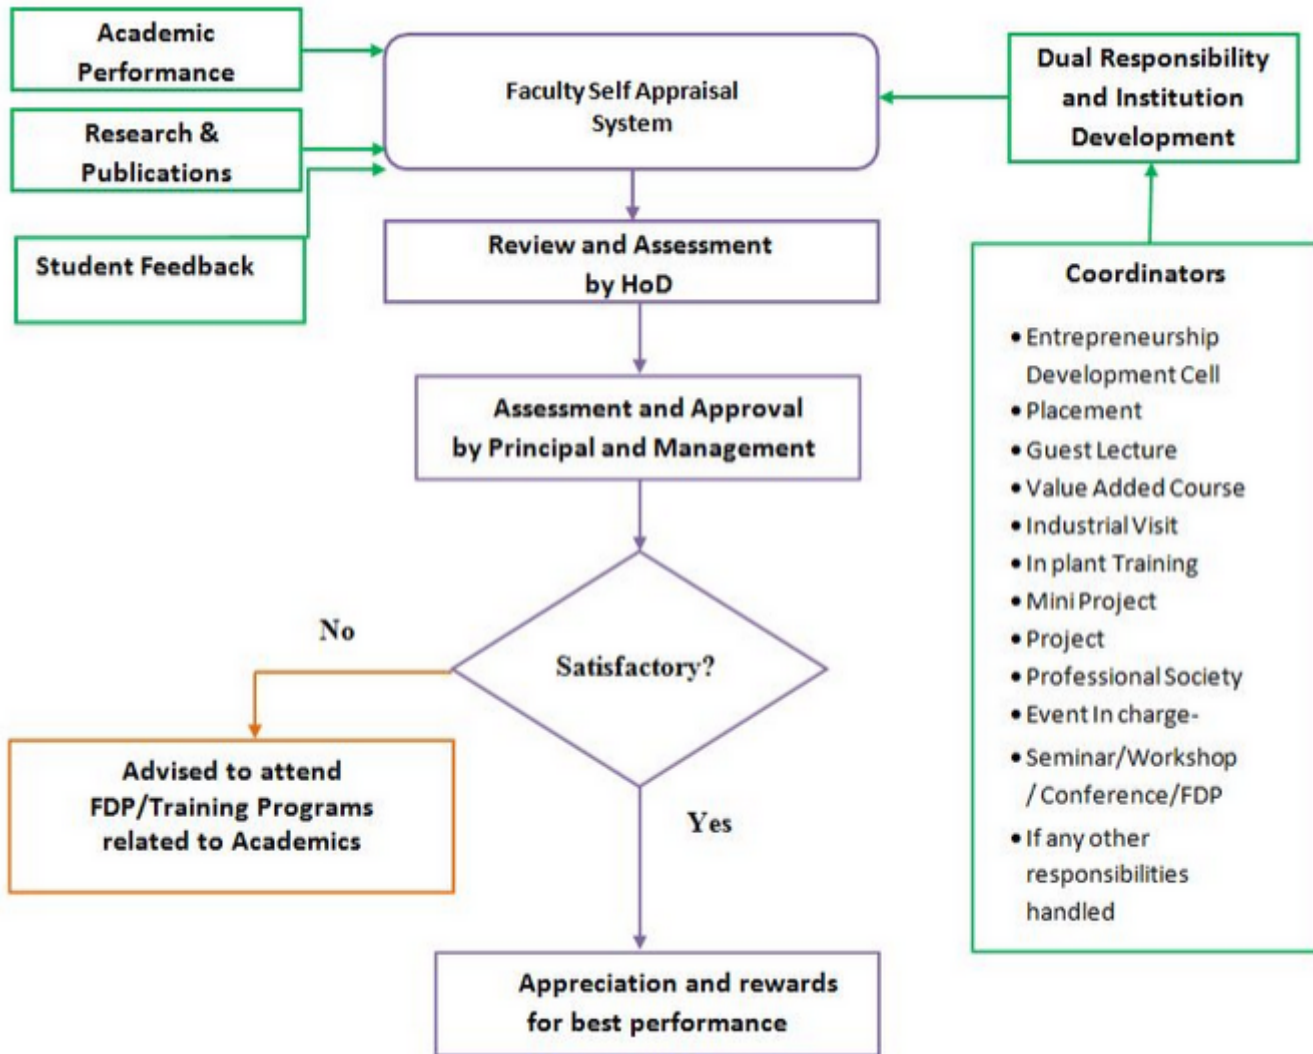 Academic
Performance
Research &
Publications
Student Feedback
Faculty Self Appraisal
System
Dual Responsibility
and Institution
Development
Review and Assessment
by HoD
Assessment and Approval
by Principal and Management
Satisfactory?
No
Yes
Advised to attend
FDP/Training Programs
related to Academics
Appreciation and rewards
for best performance
Coordinators
• Entrepreneurship
Development Cell
• Placement
• Guest Lecture
• Value Added Course
• Industrial Visit
• In plant Training
• Mini Project
• Project
• Professional Society
• Event In charge-
• Seminar/Workshop
/ Conference/FDP
• If any other
responsibilities
handled